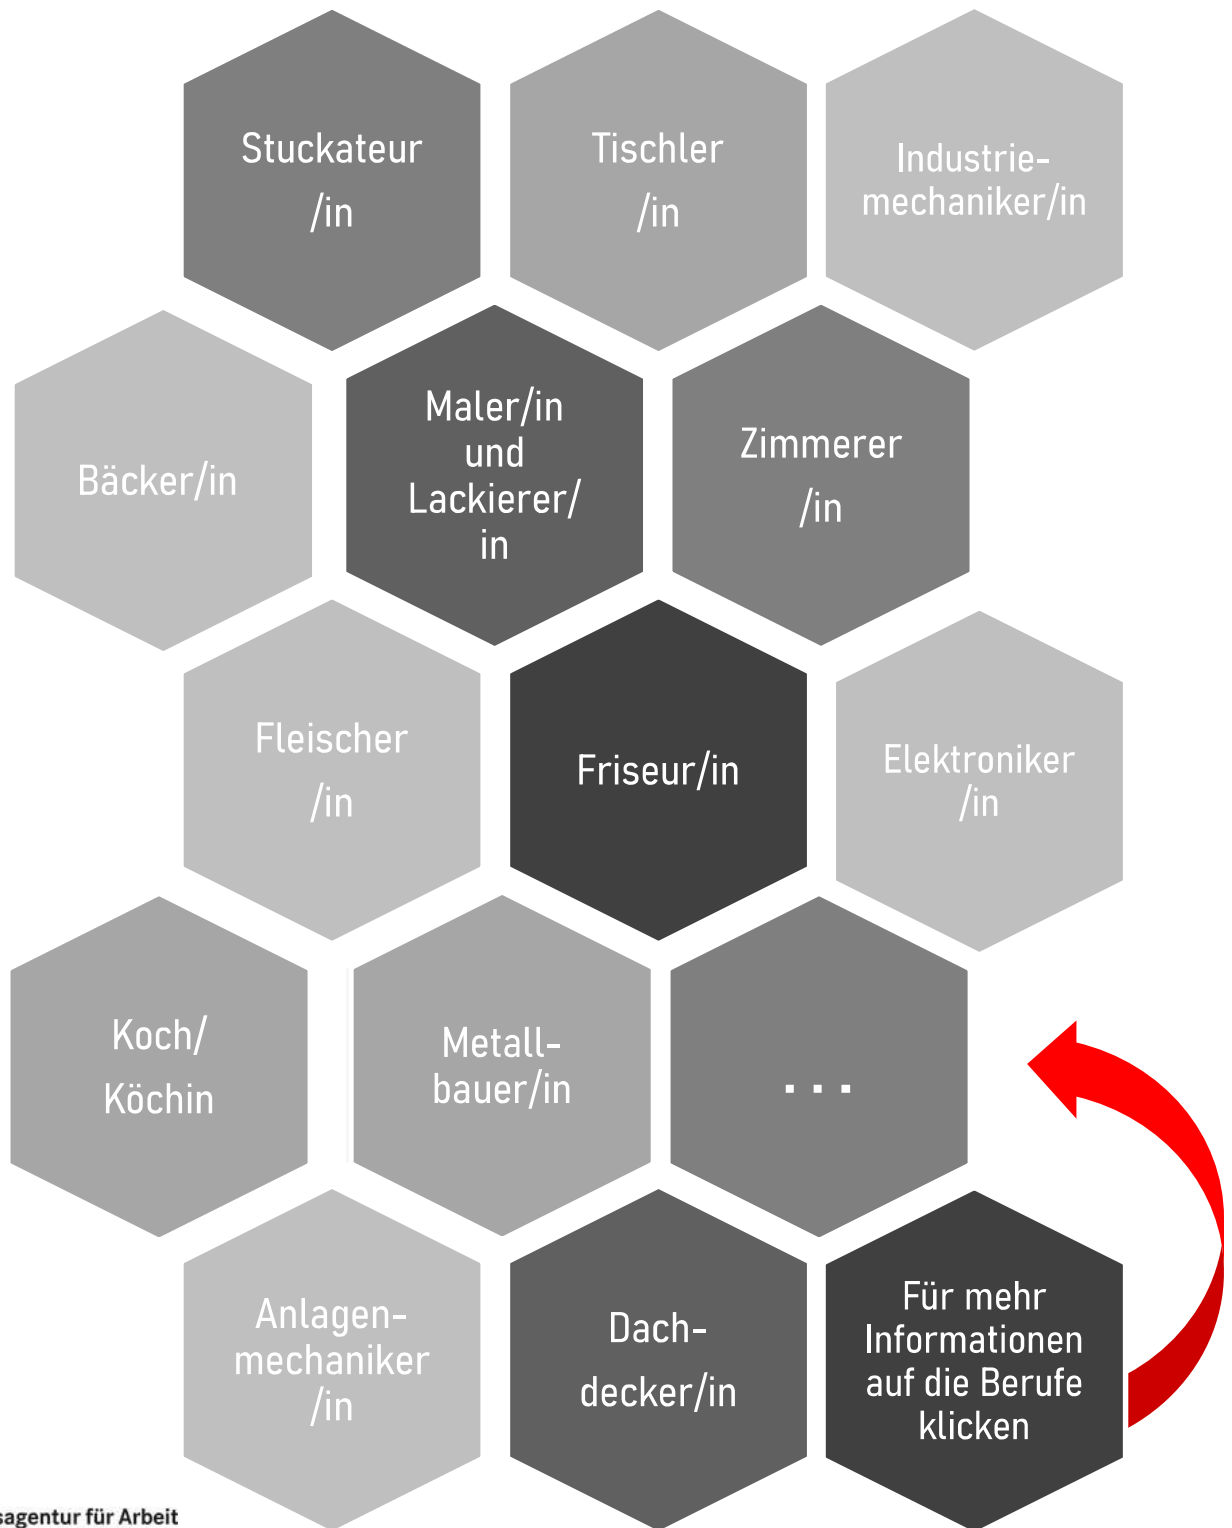 Stuckateur
/in
Tischler
/in
Industrie-
mechaniker/in
Bäcker/in
Maler/in
und
Lackierer/
in
Zimmerer
/in
Fleischer
/in
Friseur/in
Elektroniker
/in
Koch/
Köchin
Metall-
bauer/in
...
Anlagen-
mechaniker
/in
Dach-
decker/in
Für mehr
Informationen
auf die Berufe
klicken
sagentur für Arbeit